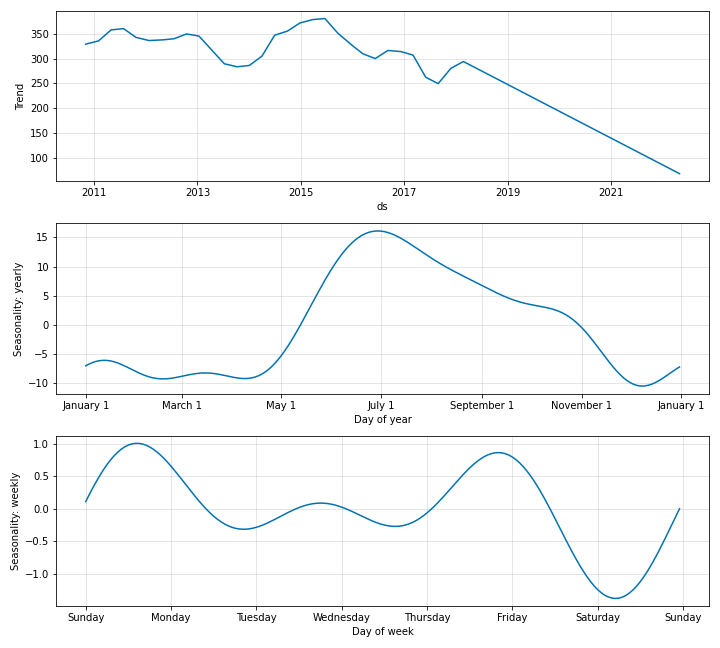 Trend
350
300
250
200
150
100
2011 2013 2015 2017 2019 2021
ds
Seasonality: yearly
15
10
5
0
−5
−10
January 1 March 1 May 1 July 1 September 1 November 1 January 1
Day of year
Seasonality: weekly
1.0
0.5
0.0
−0.5
−1.0
Sunday Monday Tuesday Wednesday Thursday Friday Saturday Sunday
Day of week